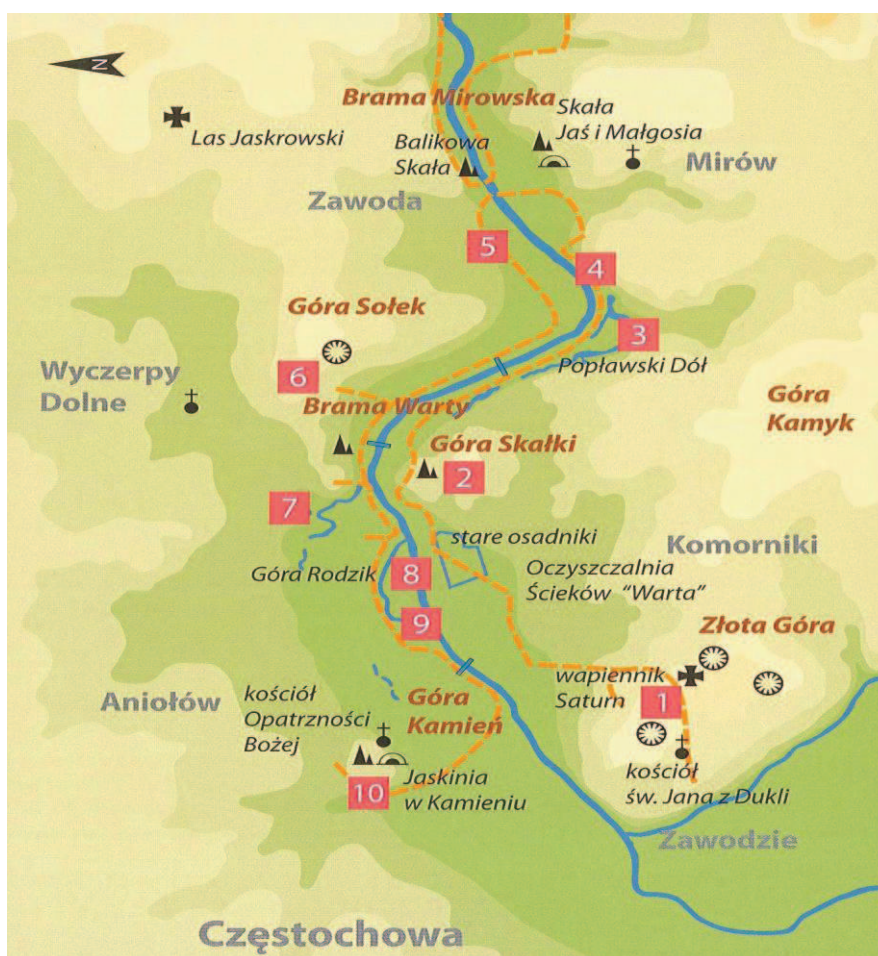 N
Brama Mirowska
Skała
Jaś i Małgosia
Las Jaskrowski
Balikowa
Skała
Mirów
Zawoda
5
4
Góra Sołek
3
Popławski Dół
Wyczerpy
Dolne
6
Góra
Kamyk
Brama Warty
Góra Skałki
2
7
stare osadniki
Komorniki
Góra Rodzik
8
Oczyszczalnia
Ścieków "Warta"
9
Złota Góra
wapiennik
Saturn
1
Aniołów
kościół
Opatrzności
Bożej
Góra
Kamień
Jaskinia
w Kamieniu
10
kościół
św. Jana z Dukli
Zawodzie
Częstochowa